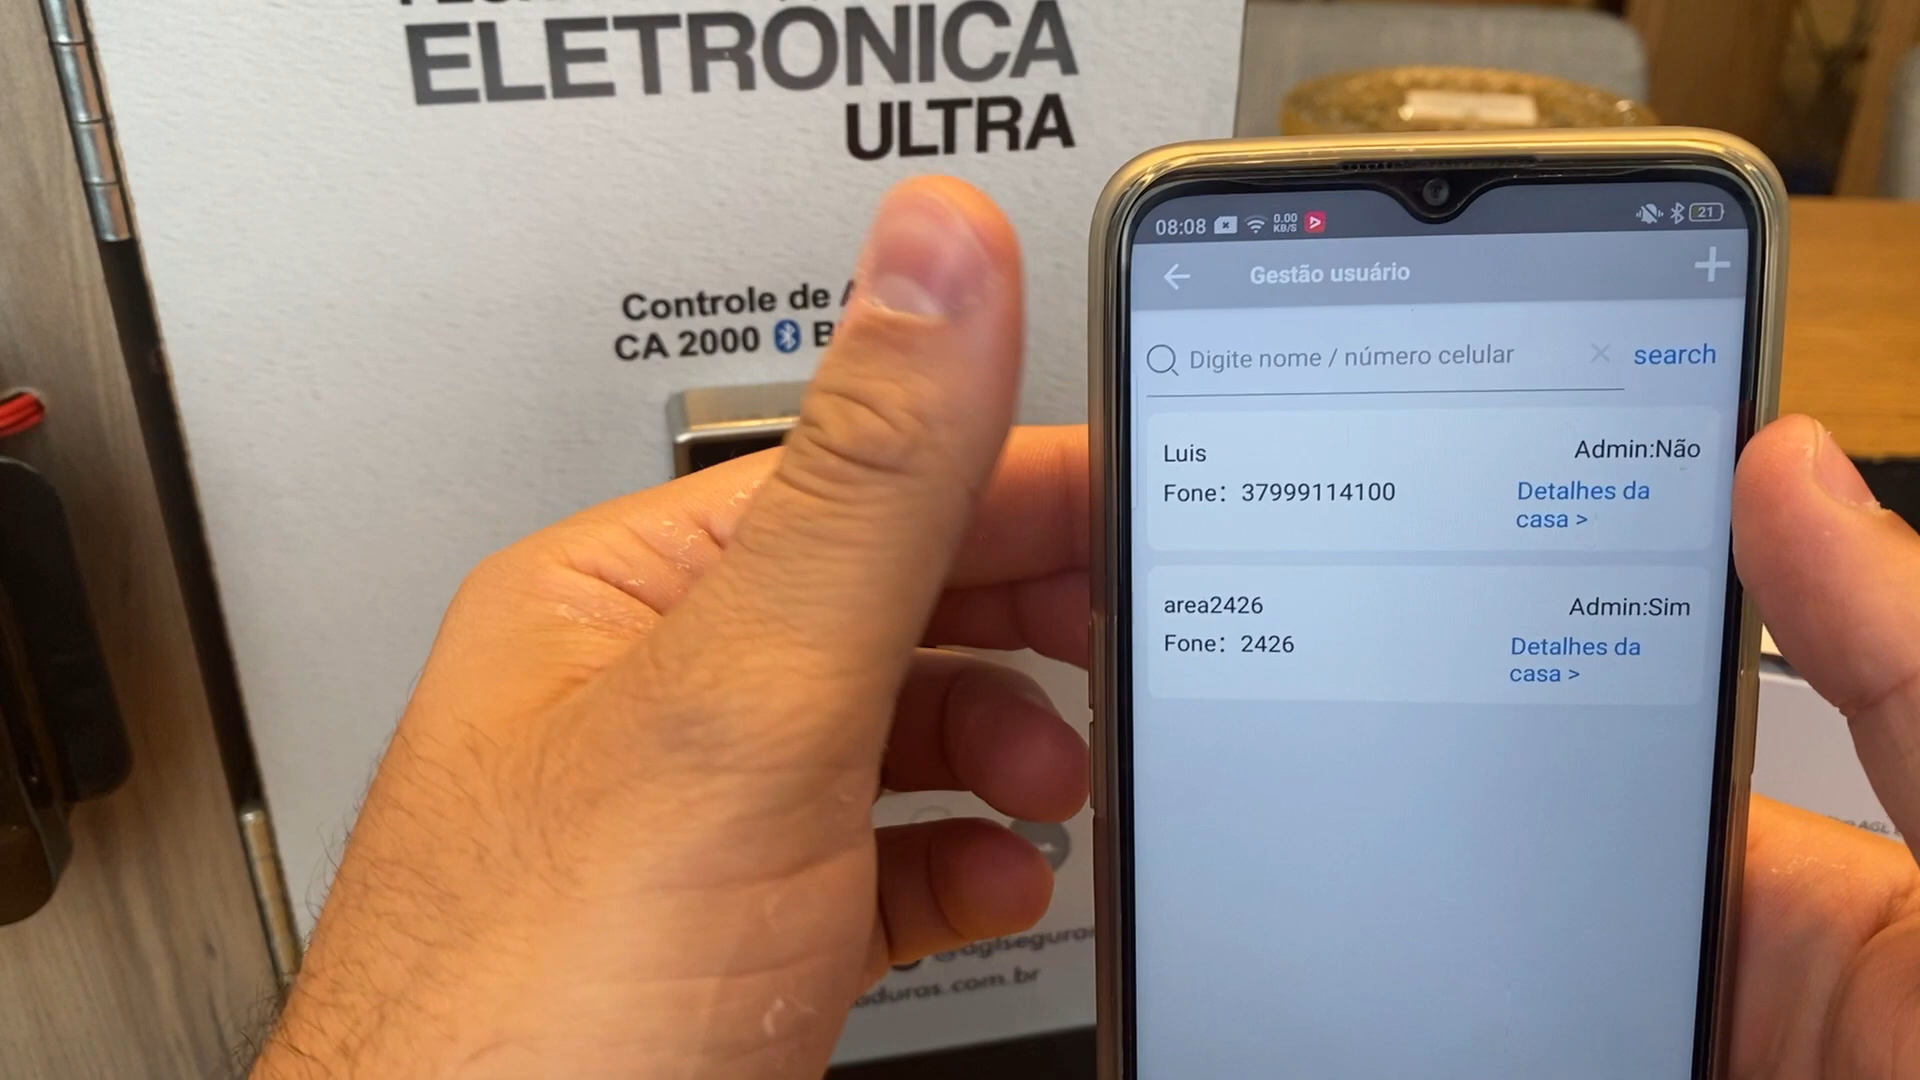 ELETRÔNICA
ULTRA
Controle de
CA 2000
08:08
0.00
KB/S
21
Gestão usuário
Digite nome / número celular
search
Luis
Admin:Não
Fone: 37999114100
Detalhes da
casa >
area2426
Admin:Sim
Fone: 2426
Detalhes da
casa >